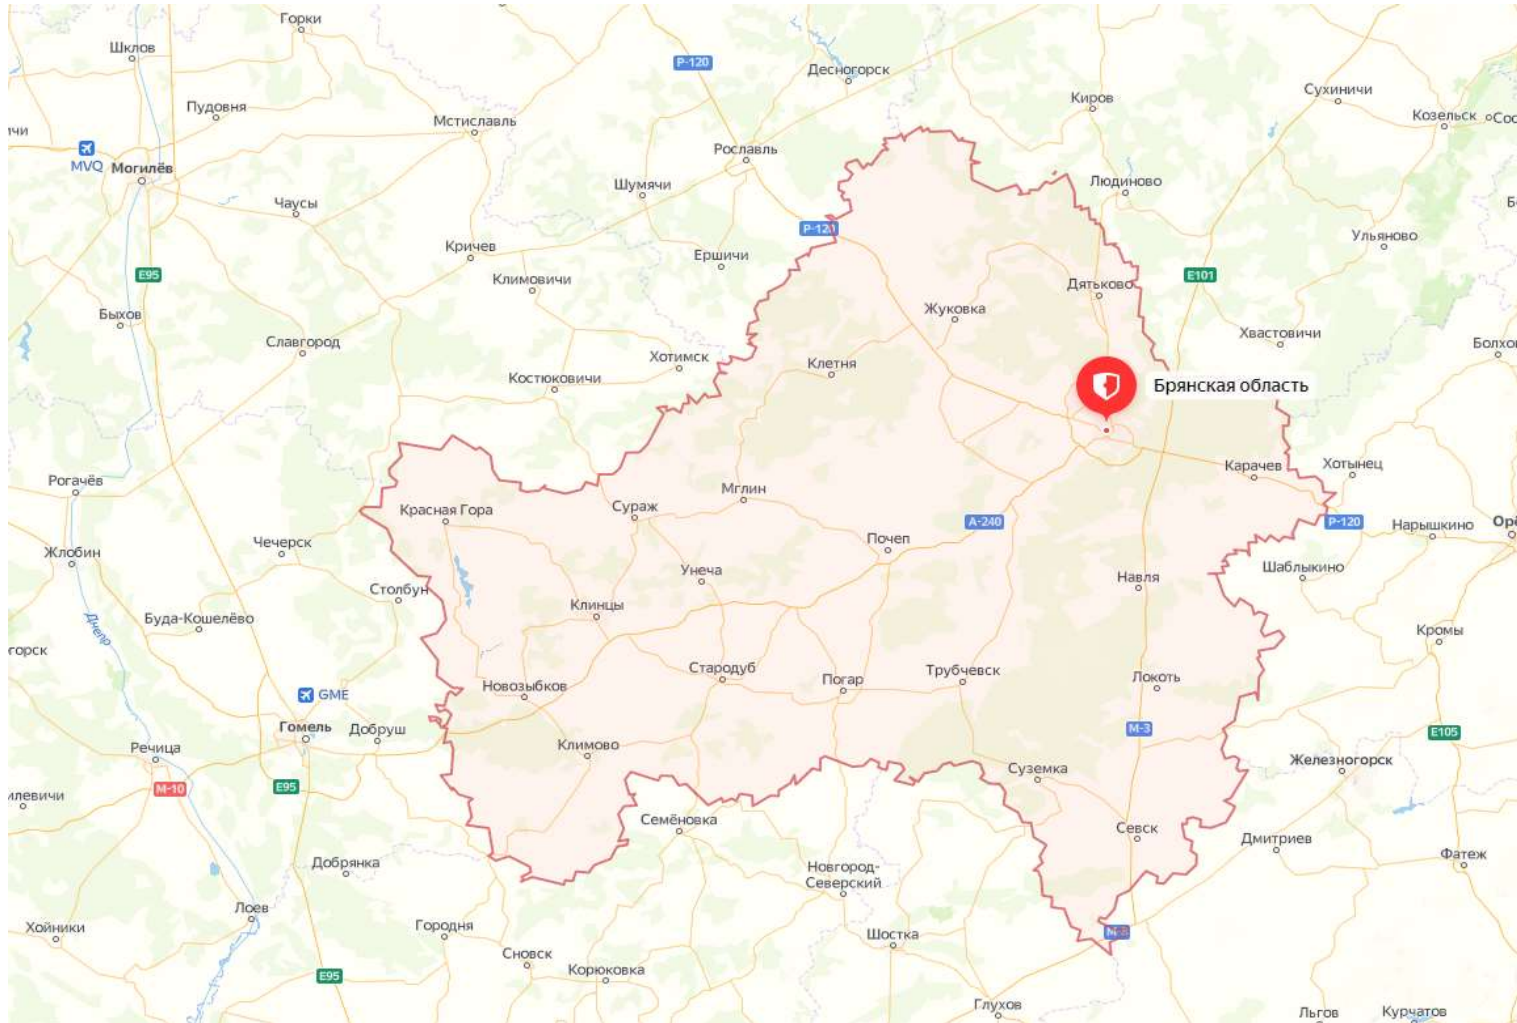 Горки
Шклов
Р-120
Десногорск
Сухиничи
Киров
Пудовня
Козельск
Мстиславль
MVQ
Могилёв
Рославль
Шумячи
Людиново
Чаусы
Р-120
Ульяново
Кричев
Ершичи
E95
Климовичи
E101
Дятьково
Жуковка
Быхов
Хвастовичи
Славгород
Хотимск
Клетня
Костюковичи
Брянская область
Рогачёв
Карачев
Хотынец
Мглин
Красная Гора
Сураж
А-240
Р-120
Нарышкино
Чечерск
Почеп
Жлобин
Шаблыкино
Унеча
Навля
Столбун
Клинцы
Буда-Кошелёво
Днепр
Кромы
Стародуб
Трубчевск
Погар
Локоть
Новозыбков
GME
Гомель
Добруш
М-3
E105
Речица
Климово
Железногорск
Суземка
М-10
E95
Семёновка
Севск
Дмитриев
Фатеж
Добрянка
Новгород-
Северский
Лоев
Хойники
Городня
Шостка
М-3
Сновск
Корюковка
E95
Глухов
Льгов
Курчатов